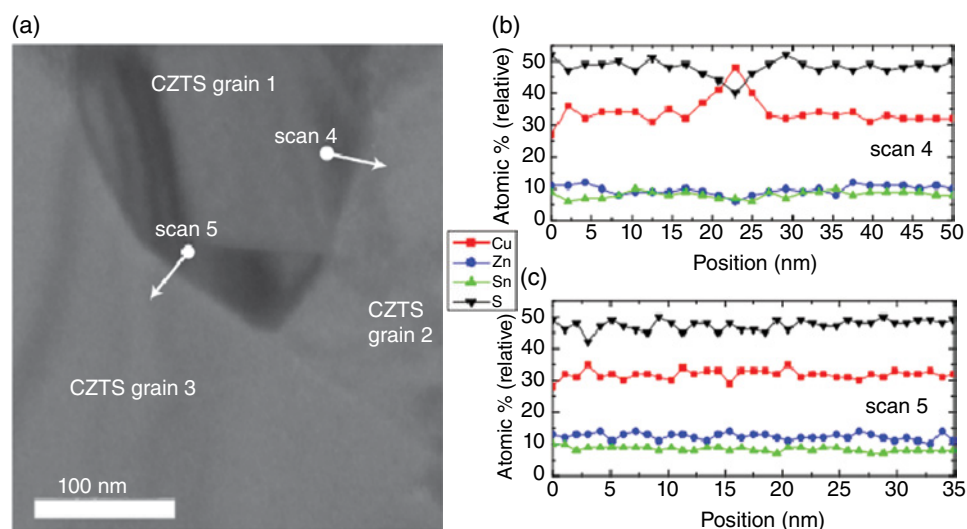 (a)
CZTS grain 1
scan 4
scan 5
CZTS
grain 2
CZTS grain 3
100 nm
(b)
Atomic % (relative)
50
40
30
20
10
0
scan 4
0 5 10 15 20 25 30 35 40 45 50
Position (nm)
Cu
Zn
Sn
S
(c)
Atomic % (relative)
50
40
30
20
10
0
scan 5
0 5 10 15 20 25 30 35
Position (nm)